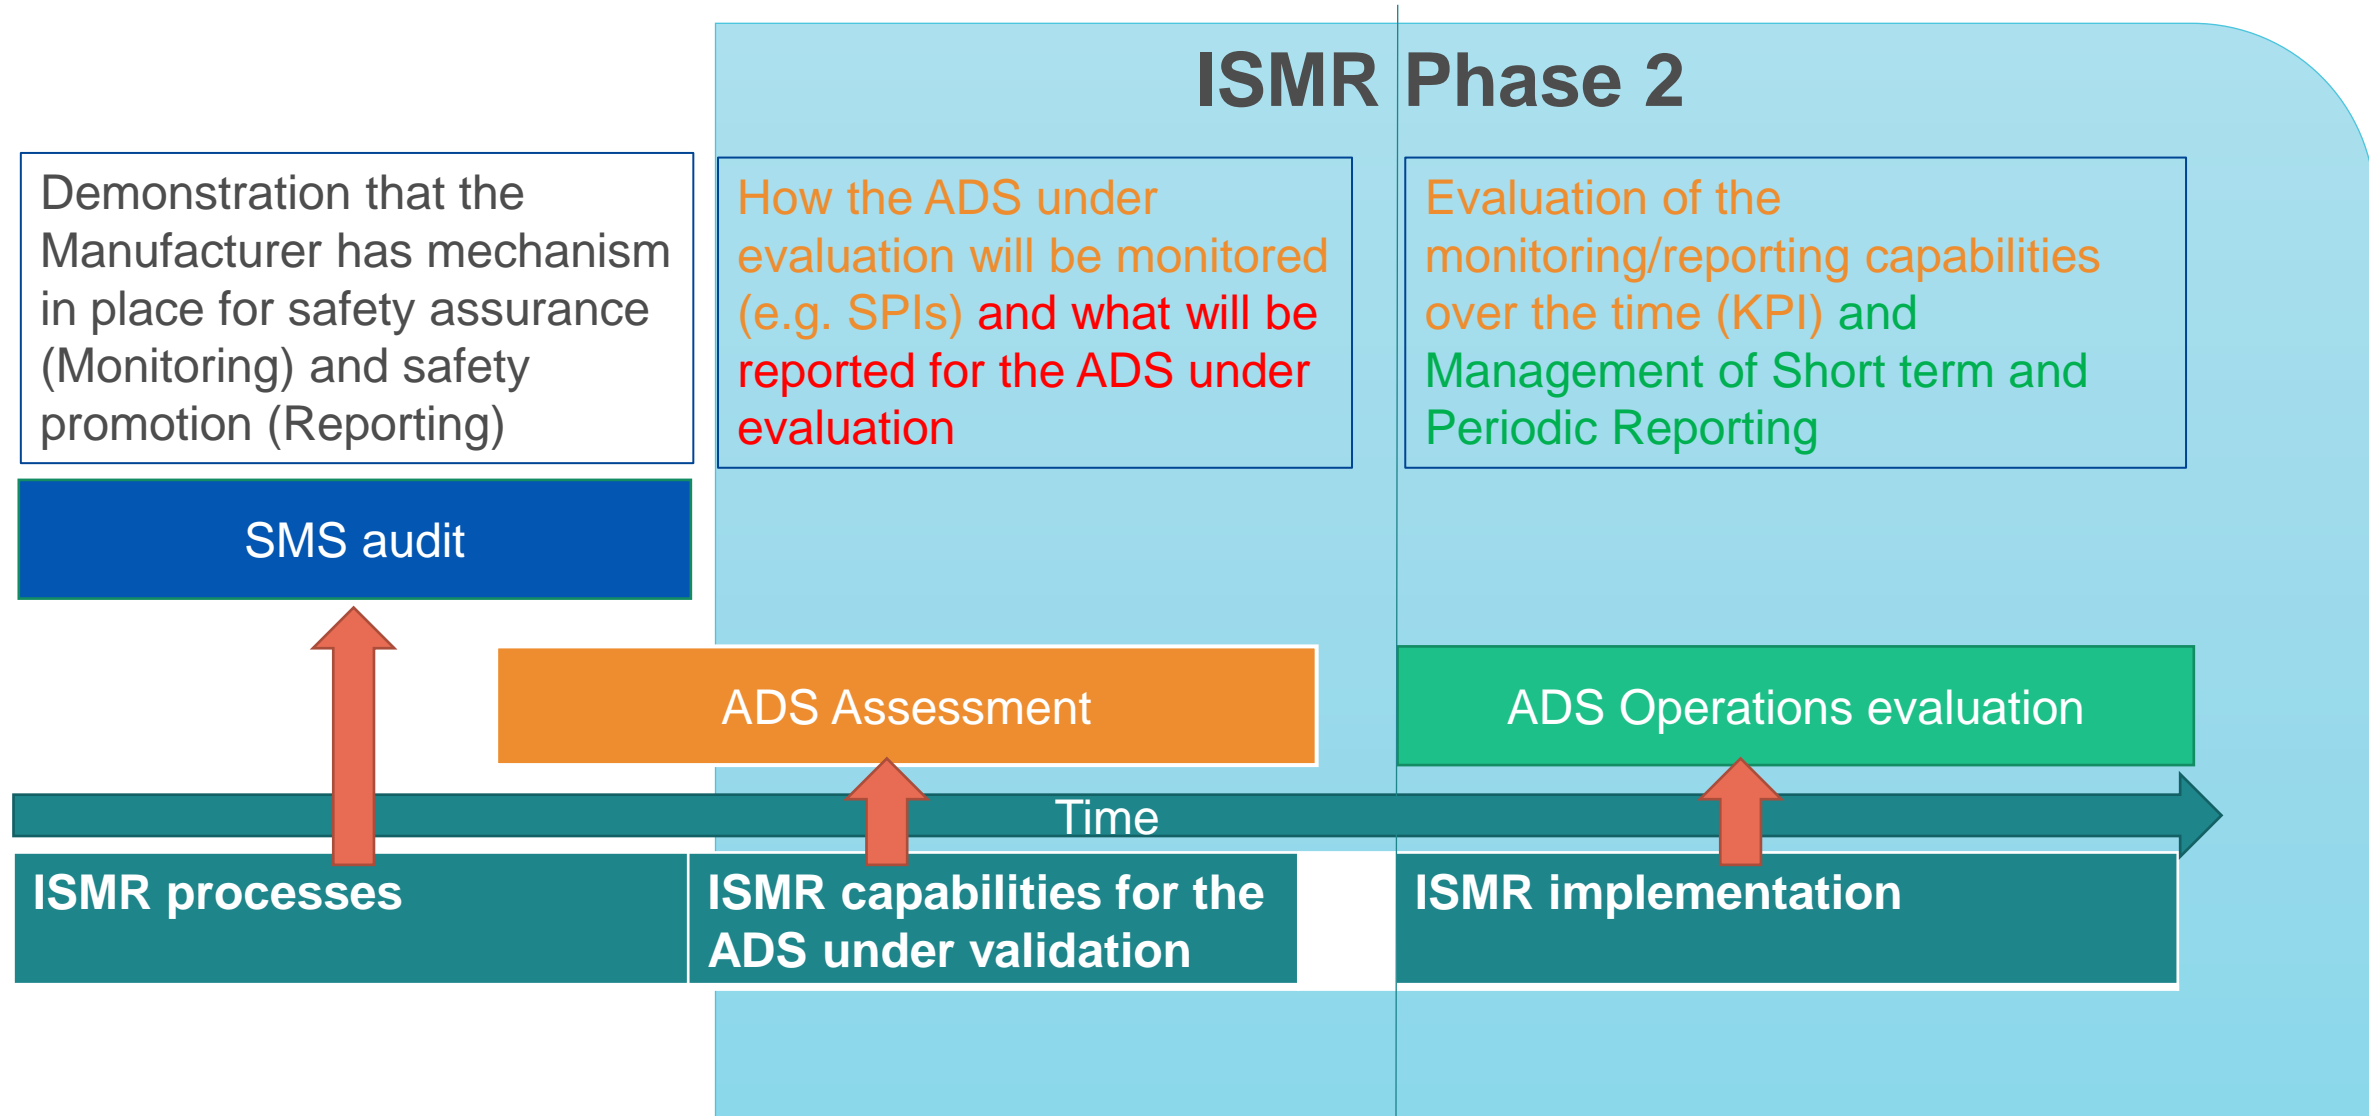 ISMR Phase 2
Demonstration that the
Manufacturer has mechanism
in place for safety assurance
(Monitoring) and safety
promotion (Reporting)
How the ADS under
evaluation will be monitored
(e.g. SPIs) and what will be
reported for the ADS under
evaluation
Evaluation of the
monitoring/reporting capabilities
over the time (KPI) and
Management of Short term and
Periodic Reporting
SMS audit
ADS Assessment
ADS Operations evaluation
Time
ISMR processes
ISMR capabilities for the
ADS under validation
ISMR implementation